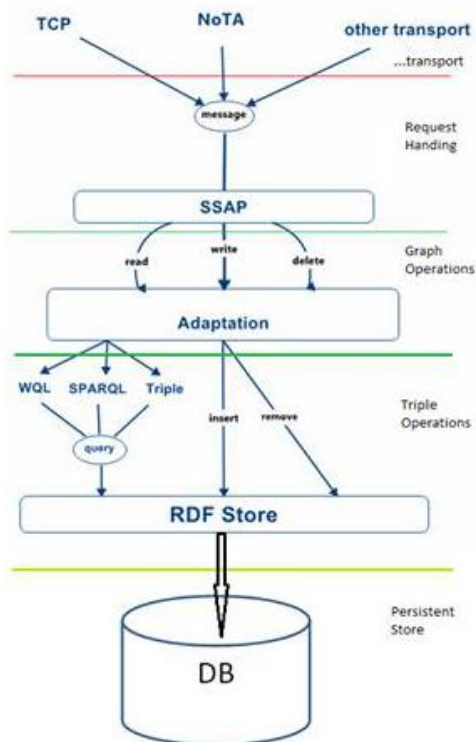 TCP
NoTA
other transport
...transport
message
Request
Handing
SSAP
read
write
delete
Graph
Operations
Adaptation
WQL
SPARQL
Triple
insert
remove
Triple
Operations
query
RDF Store
Persistent
Store
DB